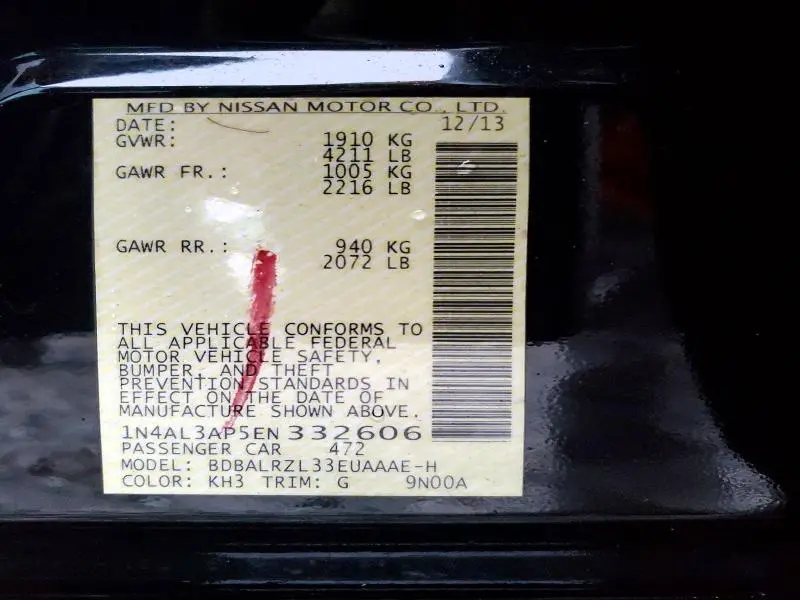 MFD BY NISSAN MOTOR CO., LTD.
DATE: 12/13
GVWR: 1910 KG
4211 LB
GAWR FR.: 1005 KG
2216 LB
GAWR RR.: 940 KG
2072 LB
THIS VEHICLE CONFORMS TO
ALL APPLICABLE FEDERAL
MOTOR VEHICLE SAFETY,
BUMPER, AND THEFT
PREVENTION STANDARDS IN
EFFECT ON THE DATE OF
MANUFACTURE SHOWN ABOVE.
1N4AL3AP5EN 332606
PASSENGER CAR 472
MODEL: BDBALRZL33EUAAAE-H
COLOR: KH3 TRIM: G 9N00A